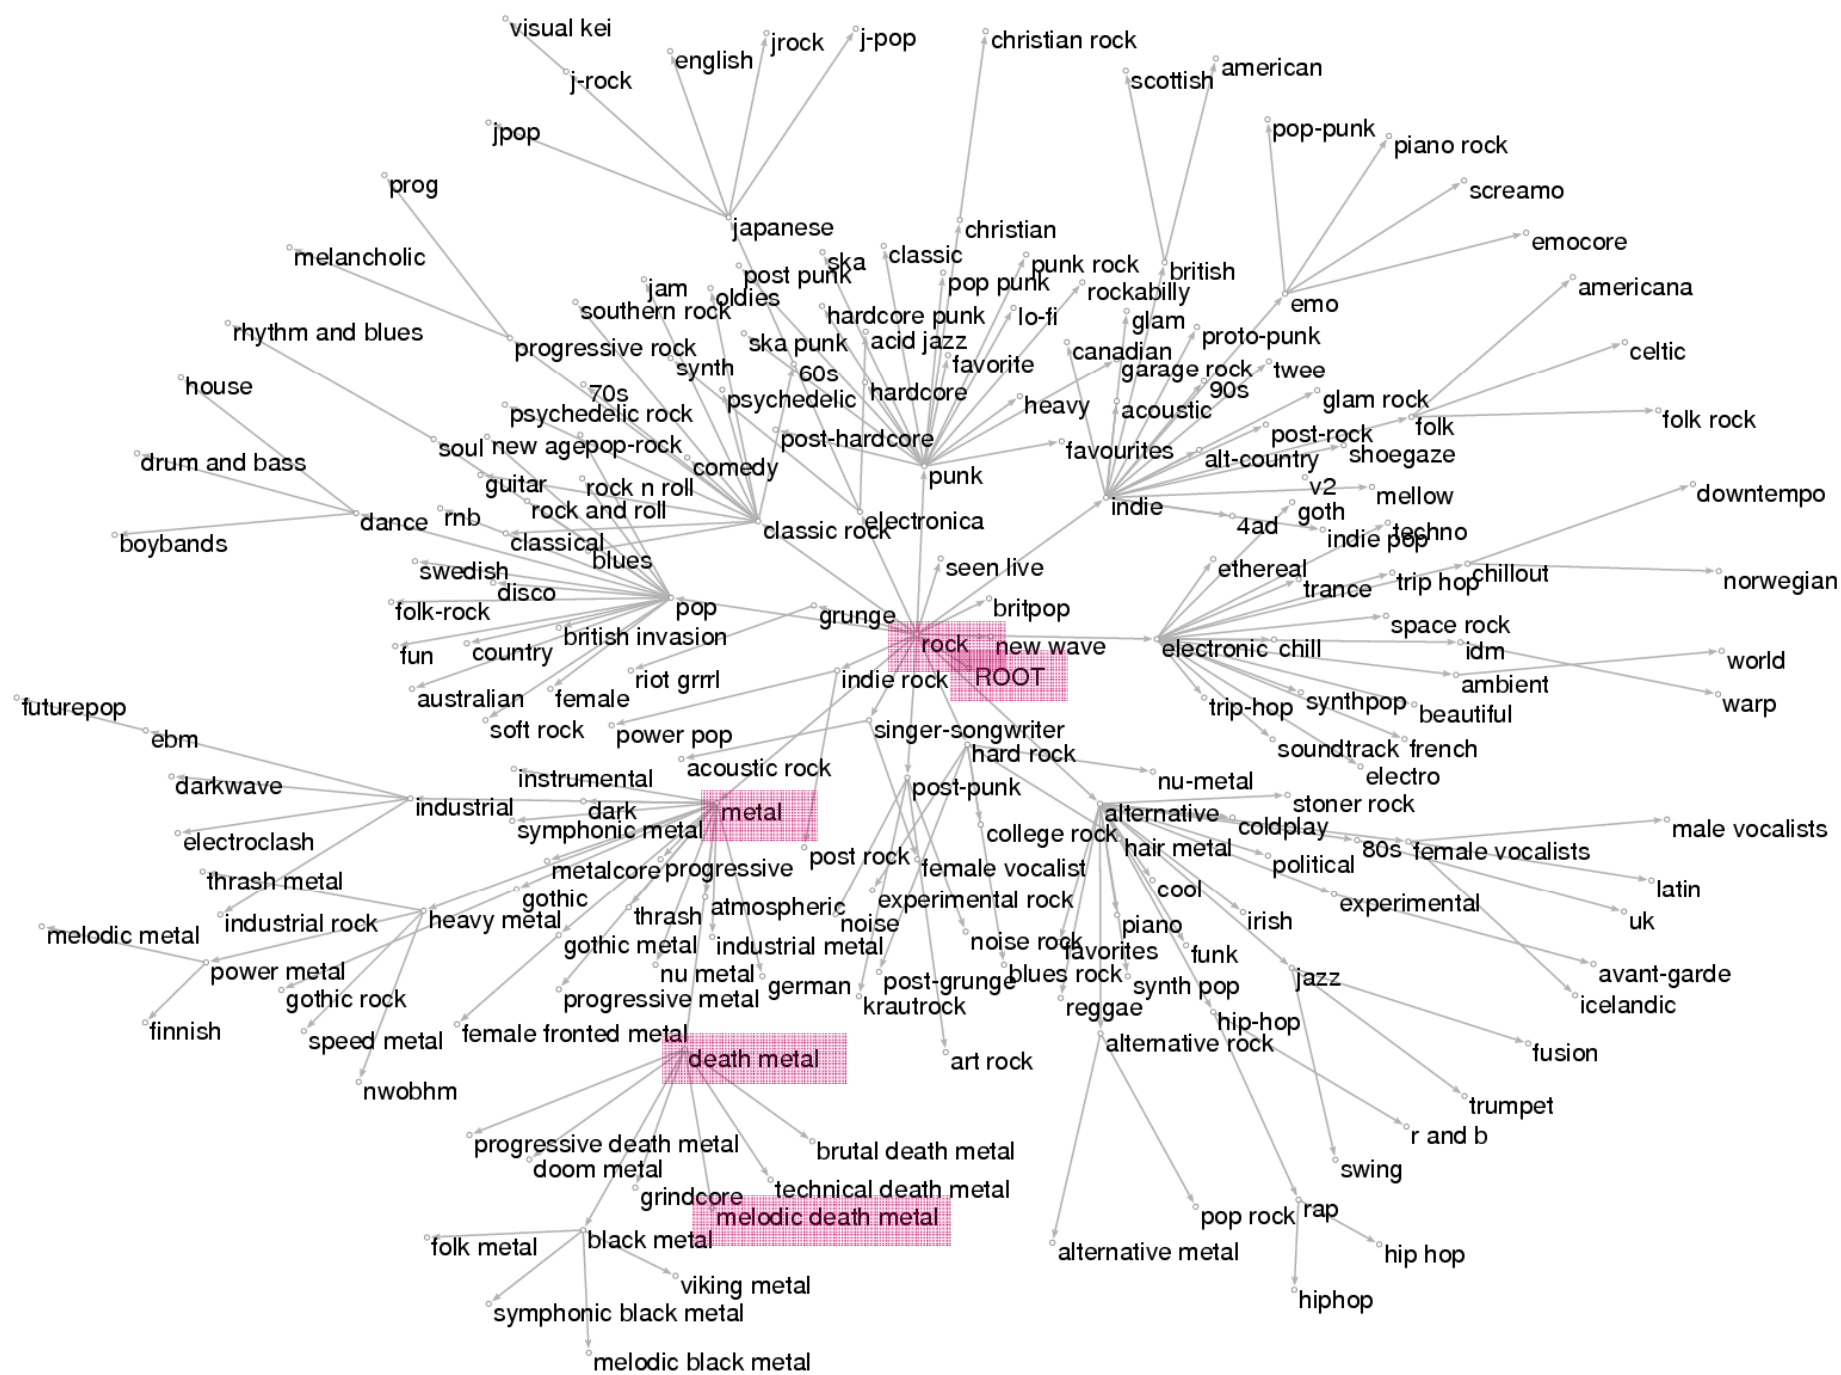 visual kei
jrock
j-pop
christian rock
english
j-rock
scottish
american
jpop
pop-punk
piano rock
prog
screamo
japanese
christian
emocore
melancholic
ska
classic
punk rock
british
post punk
pop punk
americana
jam
oldies
rockabilly
emo
southern rock
hardcore punk
lo-fi
glam
rhythm and blues
progressive rock
ska punk
acid jazz
proto-punk
canadian
celtic
synth
60s
favorite
garage rock
twee
house
70s
psychedelic
hardcore
90s
psychedelic rock
heavy
acoustic
glam rock
folk rock
soul
new age
pop-rock
post-hardcore
post-rock
folk
drum and bass
comedy
punk
favourites
alt-country
shoegaze
guitar
rock n roll
v2
mellow
downtempo
rnb
rock and roll
indie
goth
dance
classic rock
electronica
4ad
techno
boybands
classical
blues
indie pop
swedish
seen live
ethereal
trip hop
chillout
norwegian
disco
trance
folk-rock
pop
grunge
britpop
space rock
british invasion
rock
new wave
electronic
chill
idm
fun
country
world
riot grrrl
indie rock
ROOT
ambient
australian
female
trip-hop
synthpop
beautiful
warp
futurepop
soft rock
power pop
singer-songwriter
ebm
hard rock
soundtrack
french
acoustic rock
instrumental
nu-metal
electro
darkwave
post-punk
industrial
dark
metal
alternative
stoner rock
symphonic metal
college rock
coldplay
male vocalists
electroclash
hair metal
80s
female vocalists
post rock
metalcore
progressive
female vocalist
political
thrash metal
cool
latin
gothic
experimental rock
experimental
industrial rock
heavy metal
thrash
atmospheric
noise
piano
irish
uk
melodic metal
gothic metal
industrial metal
noise rock
favorites
funk
power metal
nu metal
german
post-grunge
blues rock
synth pop
jazz
avant-garde
gothic rock
progressive metal
krautrock
reggae
icelandic
finnish
speed metal
female fronted metal
hip-hop
alternative rock
fusion
death metal
art rock
nwobhm
trumpet
progressive death metal
brutal death metal
r and b
doom metal
swing
grindcore
technical death metal
melodic death metal
pop rock
rap
folk metal
black metal
alternative metal
hip hop
viking metal
symphonic black metal
hiphop
melodic black metal